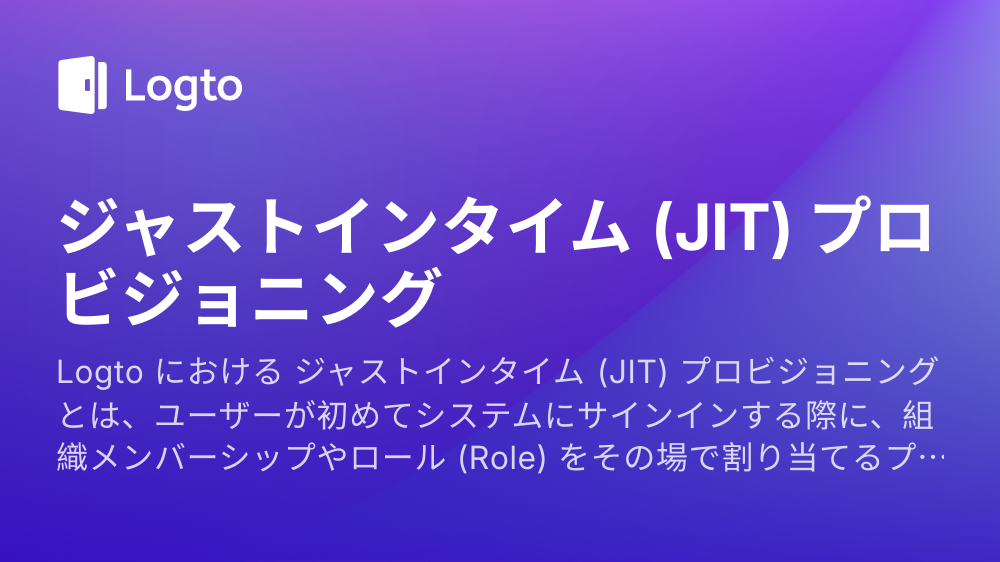 Logto
ジャストインタイム (JIT) プロ
ビジョニング
Logto における ジャストインタイム (JIT) プロビジョニング
とは、ユーザーが初めてシステムにサインインする際に、組
織メンバーシップやロール (Role) をその場で割り当てるプ…